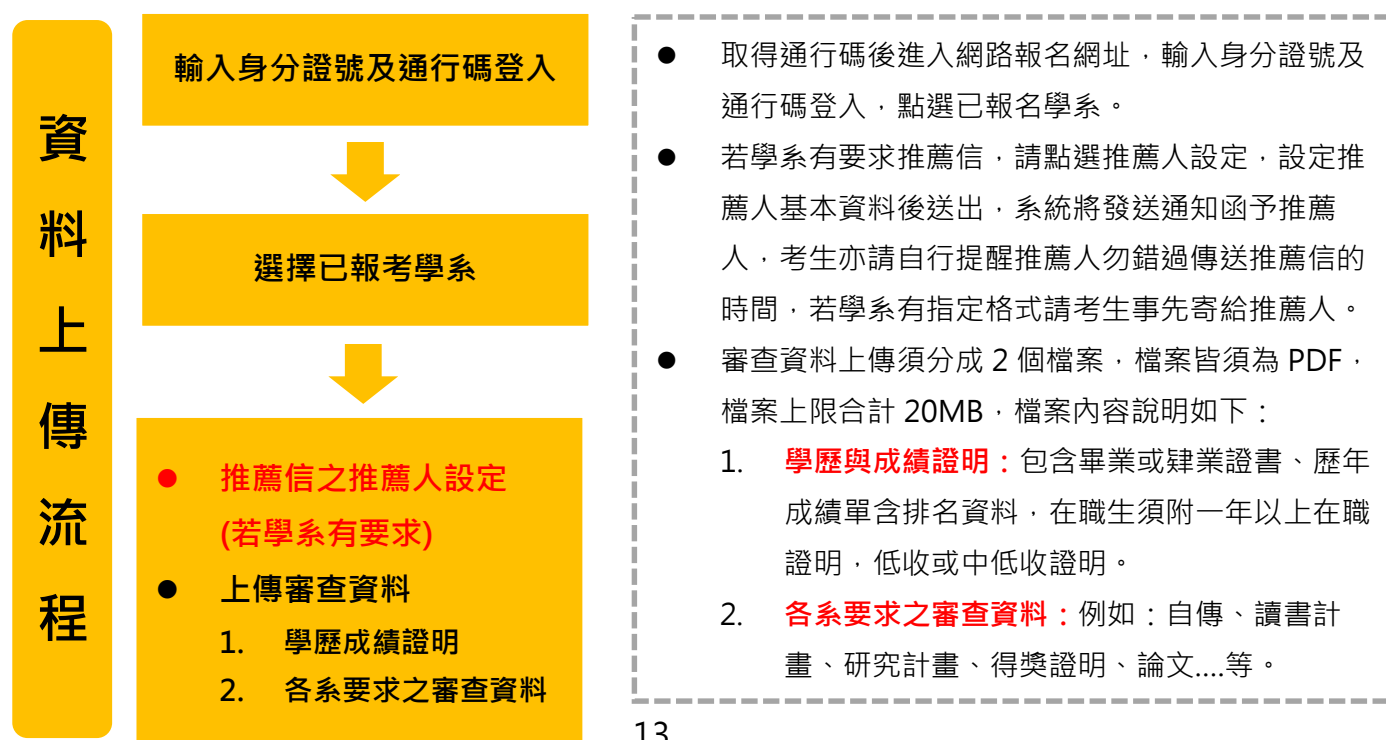 資
料
上
傳
流
程
輸入身分證號及通行碼登入
選擇已報考學系
● 推薦信之推薦人設定
(若學系有要求)
● 上傳審查資料
1. 學歷成績證明
2. 各系要求之審查資料
● 取得通行碼後進入網路報名網址，輸入身分證號及
通行碼登入，點選已報名學系。
● 若學系有要求推薦信，請點選推薦人設定，設定推
薦人基本資料後送出，系統將發送通知函予推薦
人，考生亦請自行提醒推薦人勿錯過傳送推薦信的
時間，若學系有指定格式請考生事先寄給推薦人。
● 審查資料上傳須分成 2 個檔案，檔案皆須為 PDF，
檔案上限合計 20MB，檔案內容說明如下：
1. 學歷與成績證明：包含畢業或肄業證書、歷年
成績單含排名資料，在職生須附一年以上在職
證明，低收或中低收證明。
2. 各系要求之審查資料：例如：自傳、讀書計
畫、研究計畫、得獎證明、論文....等。
13